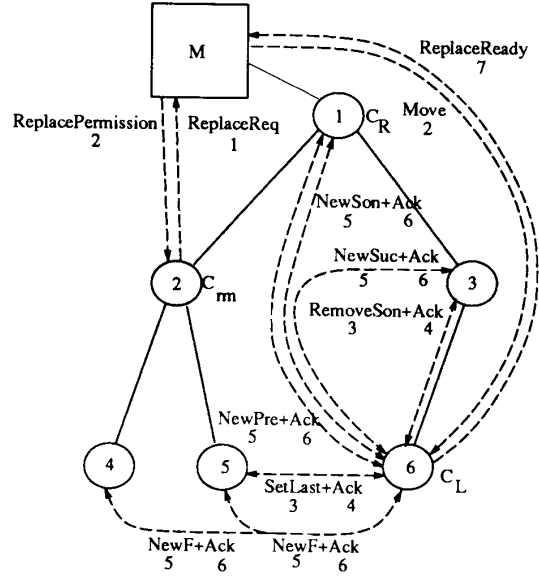 M
ReplaceReady
7
ReplacePermission
2
ReplaceReq
1
Move
2
1
C_R
NewSon+Ack
5 6
NewSuc+Ack
5 6
2
C_rm
3
RemoveSon+Ack
3 4
NewPre+Ack
5 6
4
5
6
C_L
SetLast+Ack
3 4
NewF+Ack
5 6
NewF+Ack
5 6